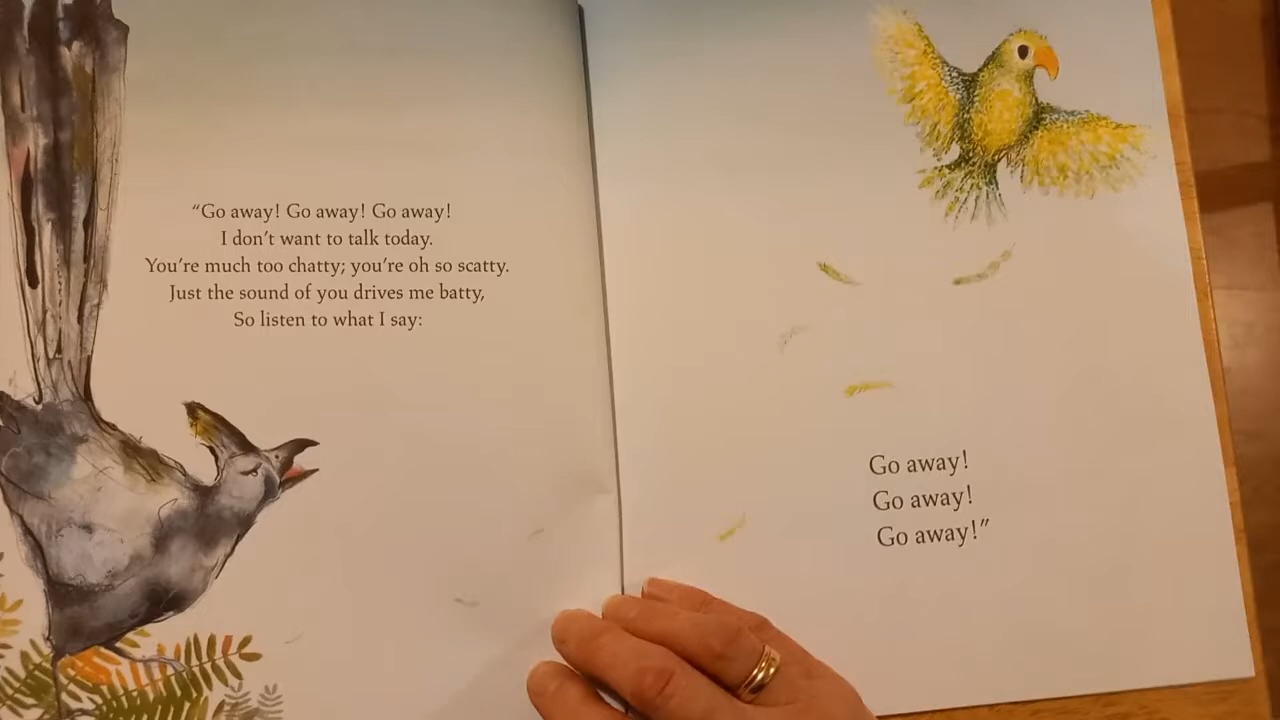 “Go away! Go away! Go away!
I don’t want to talk today.
You’re much too chatty; you’re oh so scatty.
Just the sound of you drives me batty,
So listen to what I say:
Go away!
Go away!
Go away!”